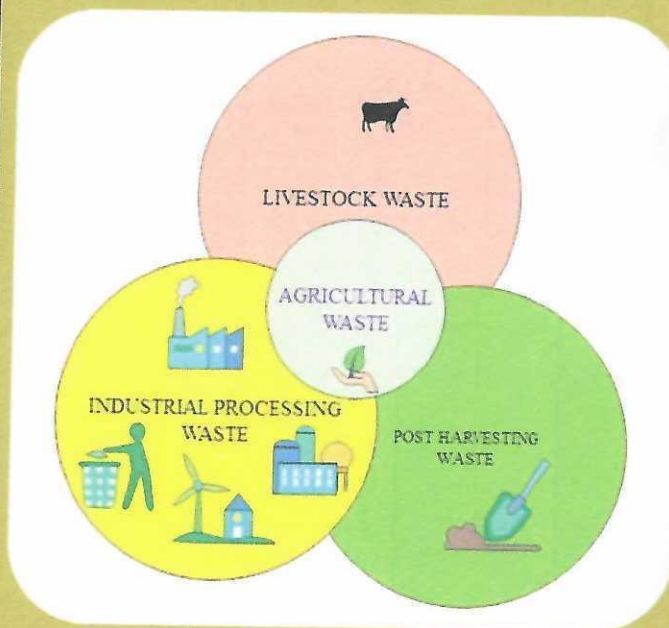 LIVESTOCK WASTE
AGRICULTURAL
WASTE
INDUSTRIAL PROCESSING
WASTE
POST HARVESTING
WASTE